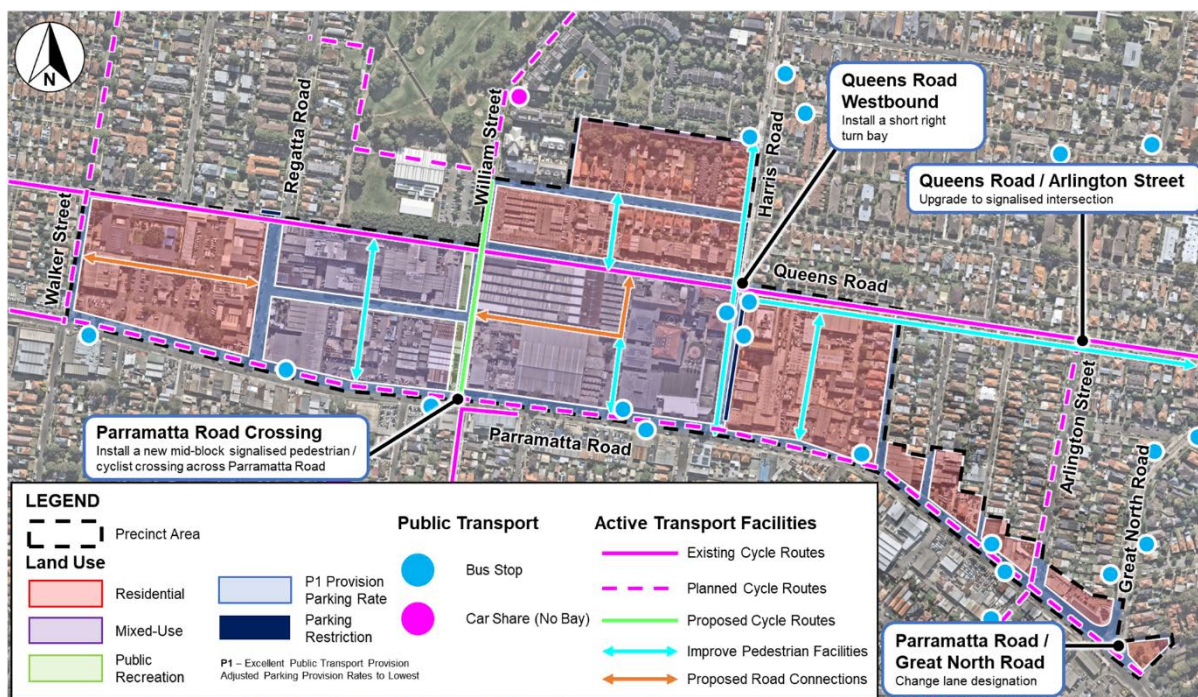 N
Regatta Road
William Street
Harris Road
Queens Road
Westbound
Install a short right
turn bay
Queens Road / Arlington Street
Upgrade to signalised intersection
Walker Street
Queens Road
Parramatta Road Crossing
Install a new mid-block signalised pedestrian /
cyclist crossing across Parramatta Road
Parramatta Road
Arlington Street
Great North Road
Parramatta Road /
Great North Road
Change lane designation
LEGEND
Precinct Area
Land Use
Residential
Mixed-Use
Public
Recreation
P1 Provision
Parking Rate
Parking
Restriction
P1 – Excellent Public Transport Provision
Adjusted Parking Provision Rates to Lowest
Public Transport
Bus Stop
Car Share (No Bay)
Active Transport Facilities
Existing Cycle Routes
Planned Cycle Routes
Proposed Cycle Routes
Improve Pedestrian Facilities
Proposed Road Connections